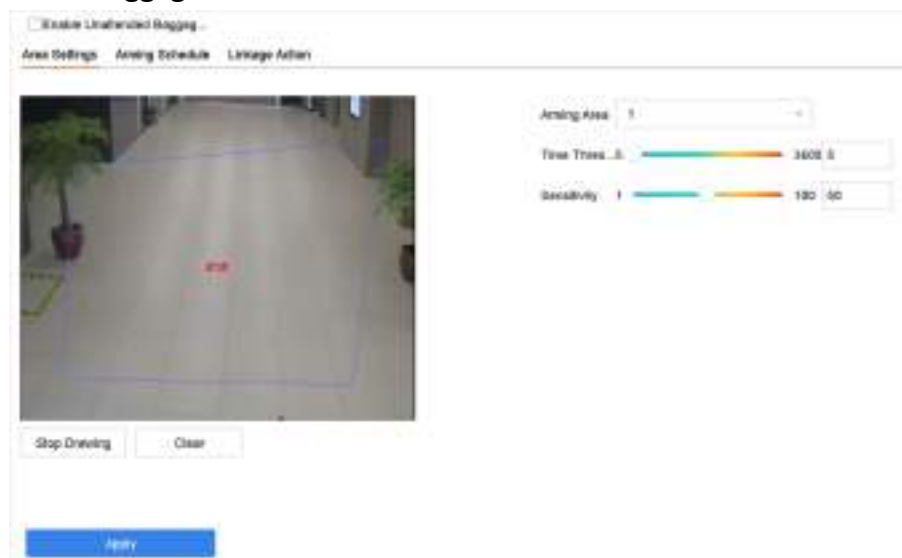 Enable Unattended Baggag...
Area Settings Arming Schedule Linkage Action
Arming Area 1
Time Thres... 5 3600 5
Sensitivity 1 100 50
Stop Drawing Clear
Apply